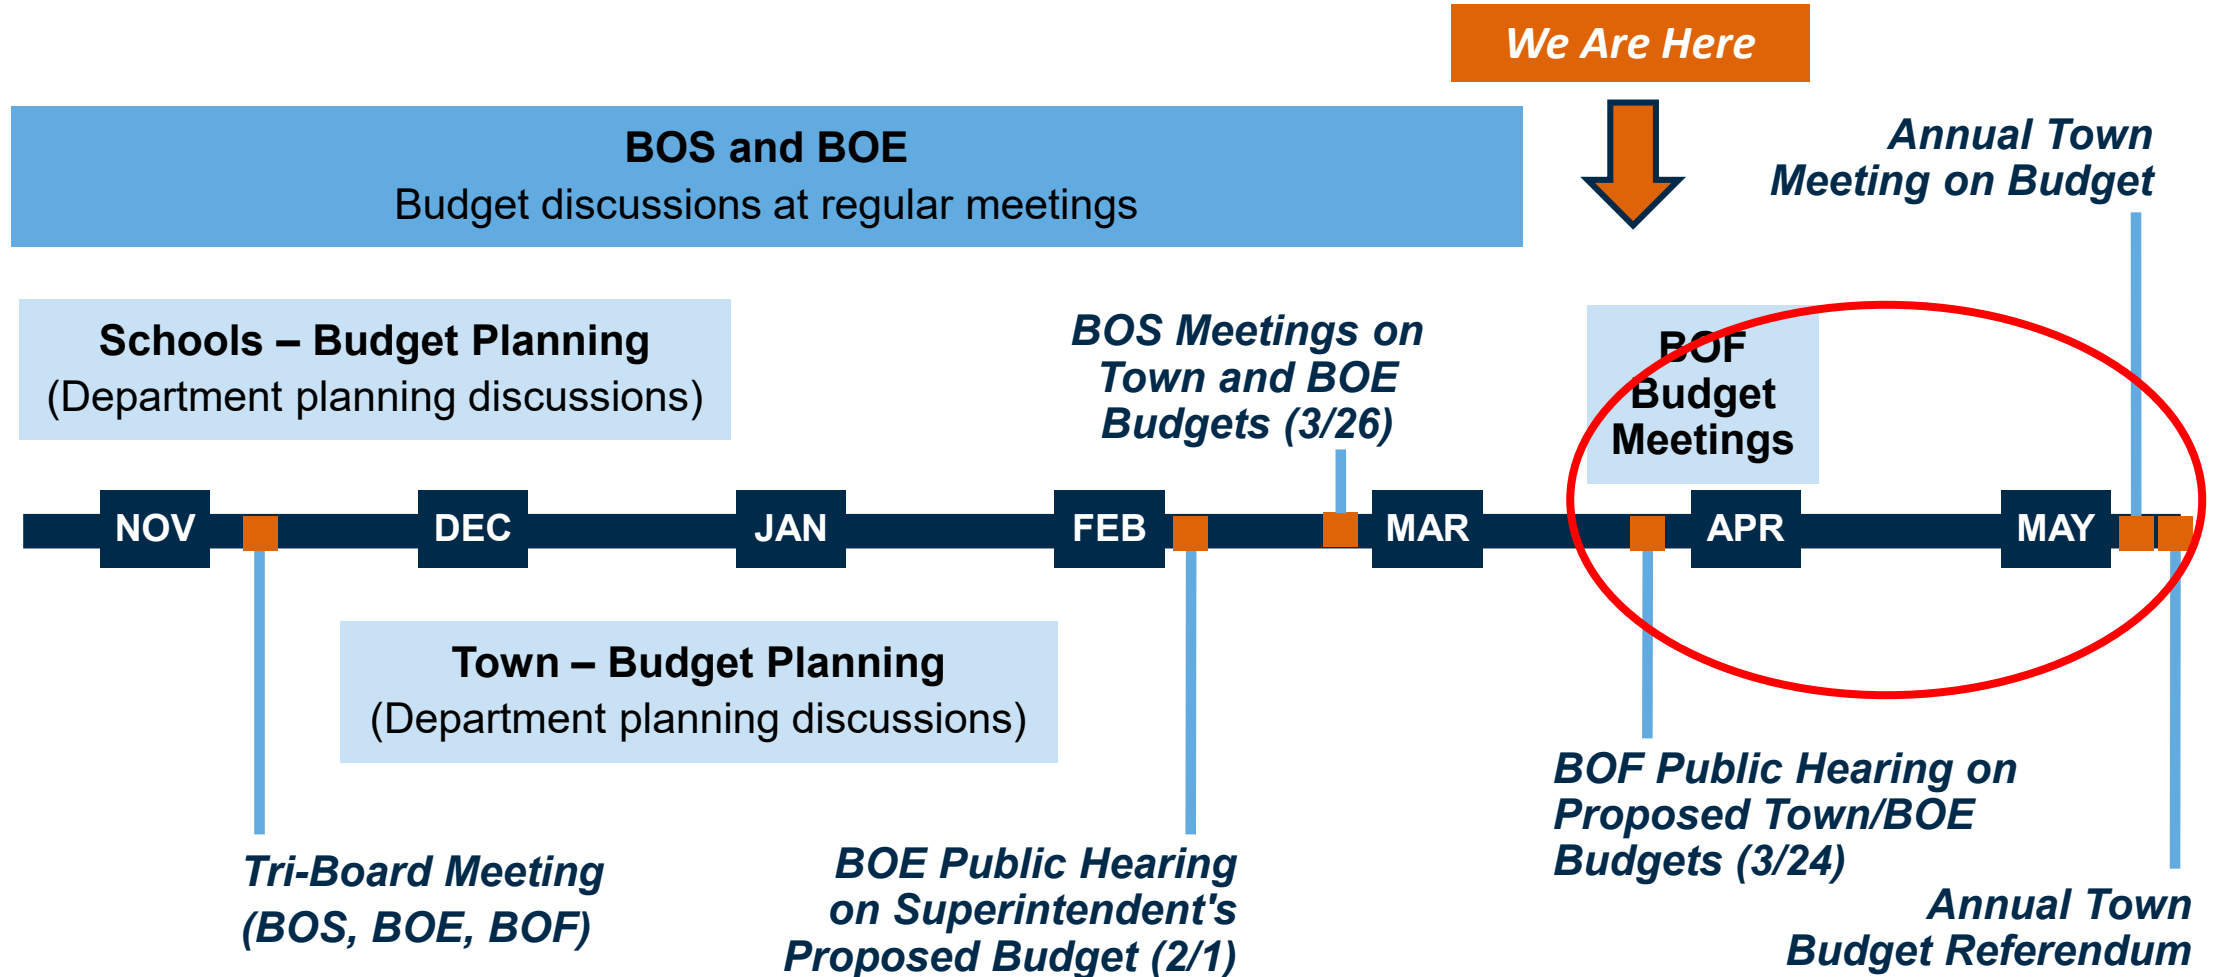 We Are Here
BOS and BOE
Budget discussions at regular meetings
Annual Town
Meeting on Budget
Schools – Budget Planning
(Department planning discussions)
BOS Meetings on
Town and BOE
Budgets (3/26)
BOF
Budget
Meetings
NOV
DEC
JAN
FEB
MAR
APR
MAY
Town – Budget Planning
(Department planning discussions)
Tri-Board Meeting
(BOS, BOE, BOF)
BOE Public Hearing
on Superintendent's
Proposed Budget (2/1)
BOF Public Hearing on
Proposed Town/BOE
Budgets (3/24)
Annual Town
Budget Referendum